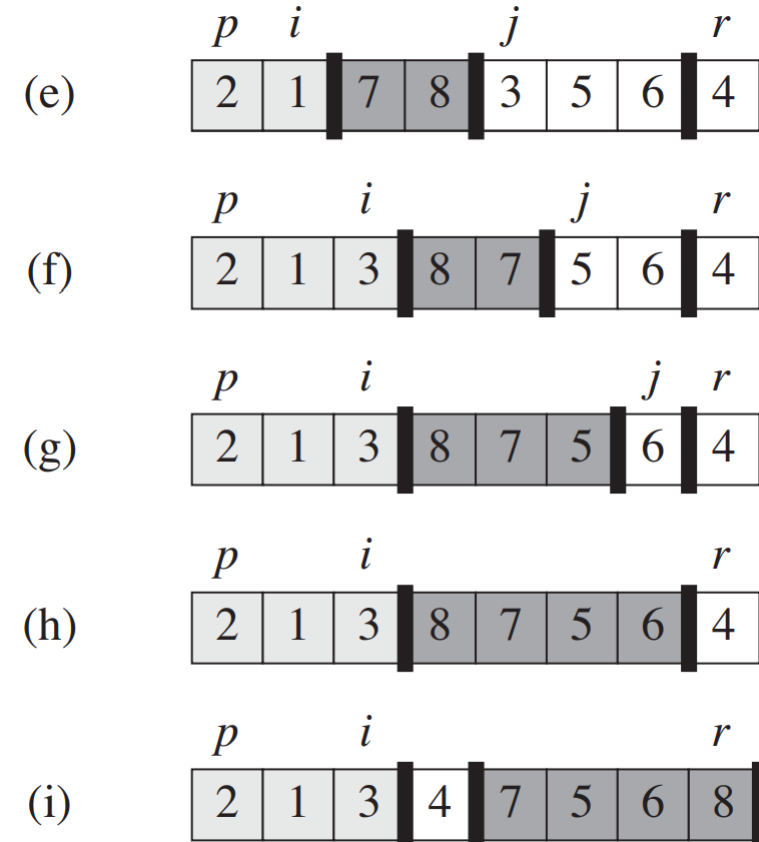 p i j r
(e) 2 1 7 8 3 5 6 4
p i j r
(f) 2 1 3 8 7 5 6 4
p i j r
(g) 2 1 3 8 7 5 6 4
p i r
(h) 2 1 3 8 7 5 6 4
p i r
(i) 2 1 3 4 7 5 6 8